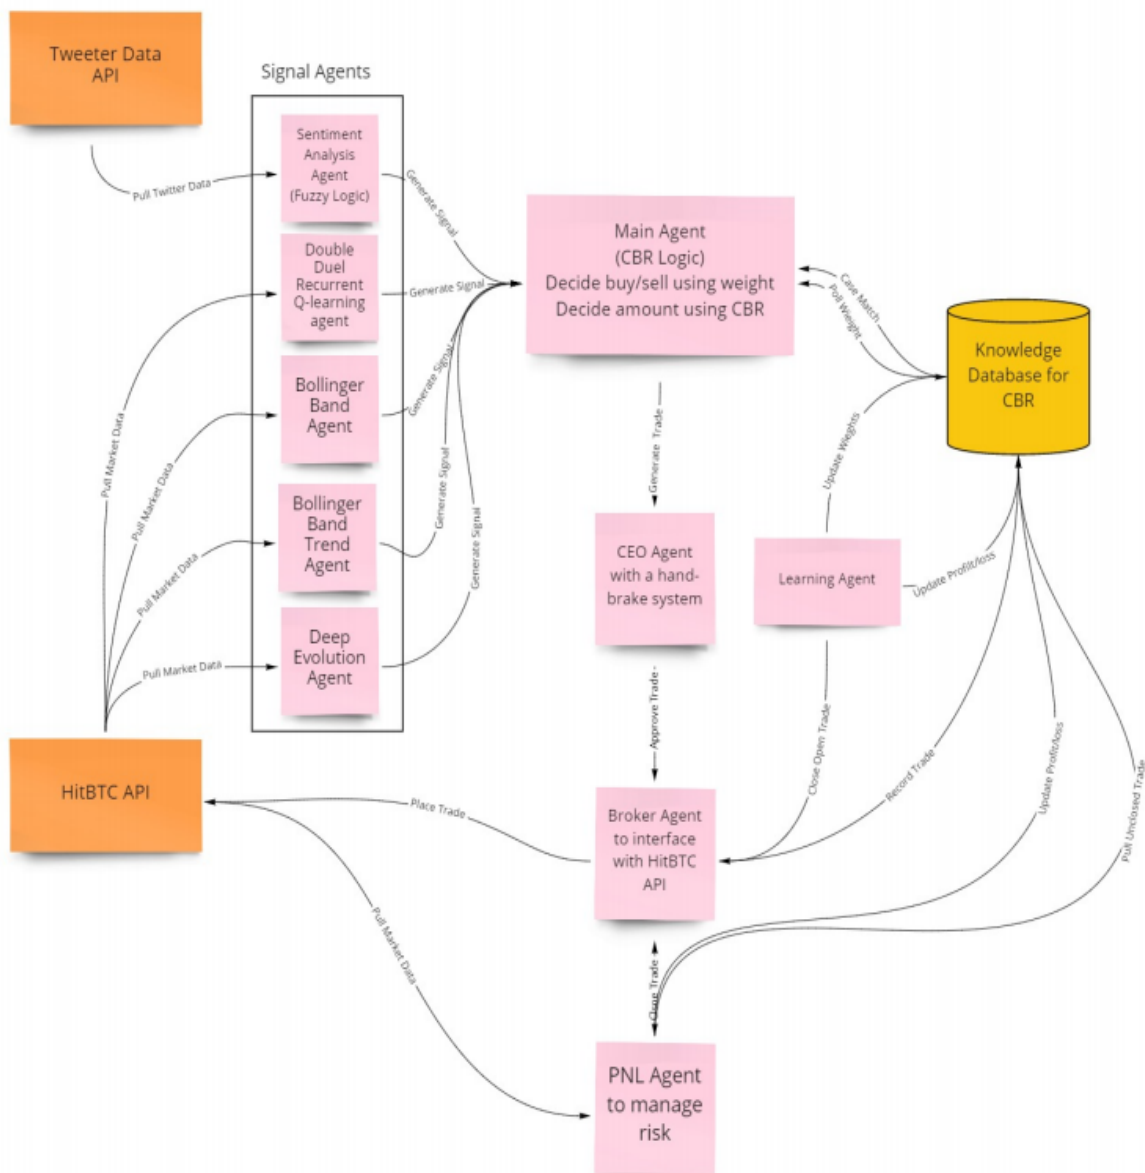 Tweeter Data
API
Signal Agents
Sentiment
Analysis
Agent
(Fuzzy Logic)
Pull Twitter Data
Generate Signal
Double
Duel
Recurrent
Q-learning
agent
Generate Signal
Main Agent
(CBR Logic)
Decide buy/sell using weight
Decide amount using CBR
Case Match
Poll Wieight
Knowledge
Database for
CBR
Bollinger
Band
Agent
Generate Signal
Pull Market Data
Pull Market Data
Generate Trade
Update Wieghts
Bollinger
Band
Trend
Agent
Generate Signal
Generate Signal
Pull Market Data
CEO Agent
with a hand-
brake system
Learning Agent
Update Profit/loss
Deep
Evolution
Agent
Pull Market Data
Approve Trade
Close Open Trade
Record Trade
Update Profit/loss
Pull Unclosed Trade
HitBTC API
Place Trade
Broker Agent
to interface
with HitBTC
API
Pull Market Data
Close Trade
PNL Agent
to manage
risk